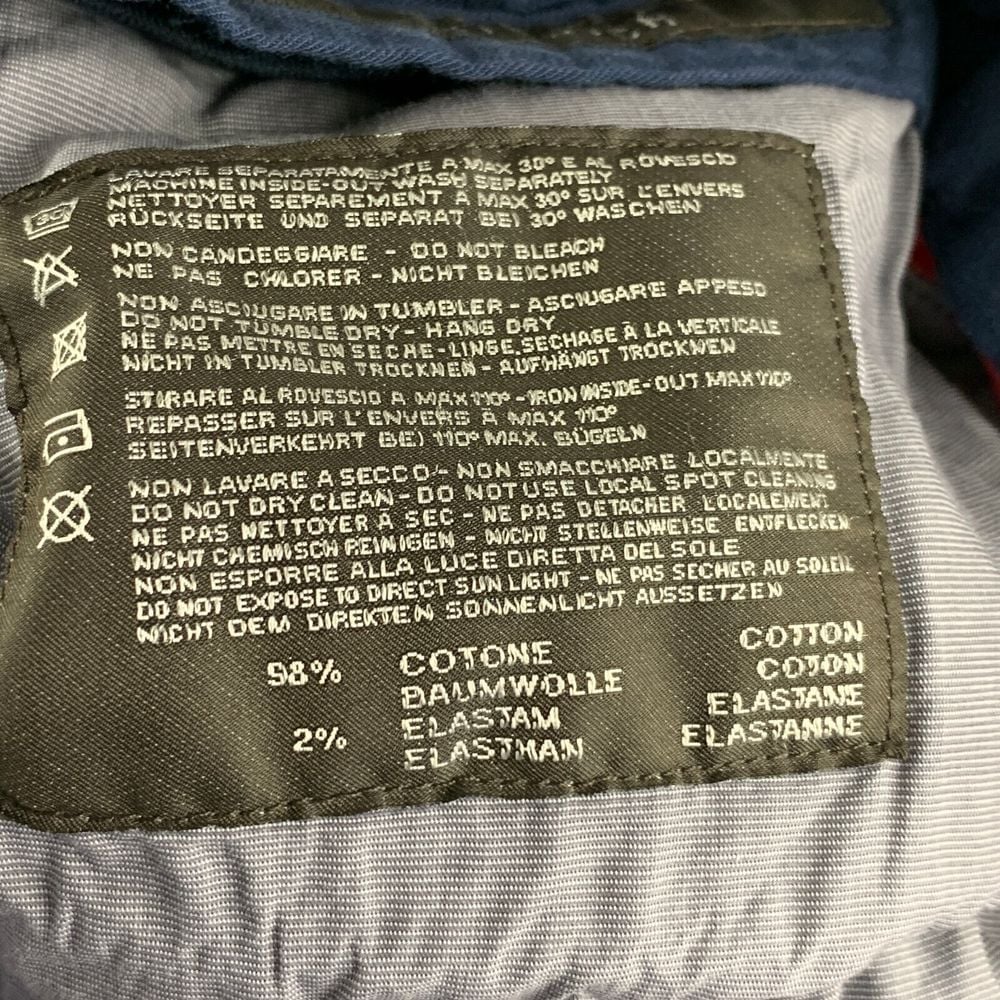 LAVARE SEPARATAMENTE A MAX 30° E AL ROVESCIO
MACHINE INSIDE-OUT WASH SEPARATELY
NETTOYER SEPAREMENT À MAX 30° SUR L'ENVERS
RÜCKSEITE UND SEPARAT BEI 30° WASCHEN
30
NON CANDEGGIARE - DO NOT BLEACH
NE PAS CHLORER - NICHT BLEICHEN
NON ASCIUGARE IN TUMBLER - ASCIUGARE APPESO
DO NOT TUMBLE DRY - HANG DRY
NE PAS METTRE EN SECHE-LINGE, SECHAGE À LA VERTICALE
NICHT IN TUMBLER TROCKNEN - AUFHÄNGT TROCKNEN
STIRARE AL ROVESCIO A MAX 110° - IRON INSIDE-OUT MAX 110°
REPASSER SUR L'ENVERS À MAX 110°
SEITENVERKEHRT BEI 110° MAX. BÜGELN
NON LAVARE A SECCO - NON SMACCHIARE LOCALMENTE
DO NOT DRY CLEAN - DO NOT USE LOCAL SPOT CLEANING
NE PAS NETTOYER À SEC - NE PAS DETACHER LOCALEMENT
NICHT CHEMISCH REINIGEN - NICHT STELLENWEISE ENTFLECKEN
NON ESPORRE ALLA LUCE DIRETTA DEL SOLE
DO NOT EXPOSE TO DIRECT SUN LIGHT - NE PAS SECHER AU SOLEIL
NICHT DEM DIREKTEN SONNENLICHT AUSSETZEN
98% COTONE COTTON
BAUMWOLLE COTON
2% ELASTAM ELASTANE
ELASTHAN ELASTANNE